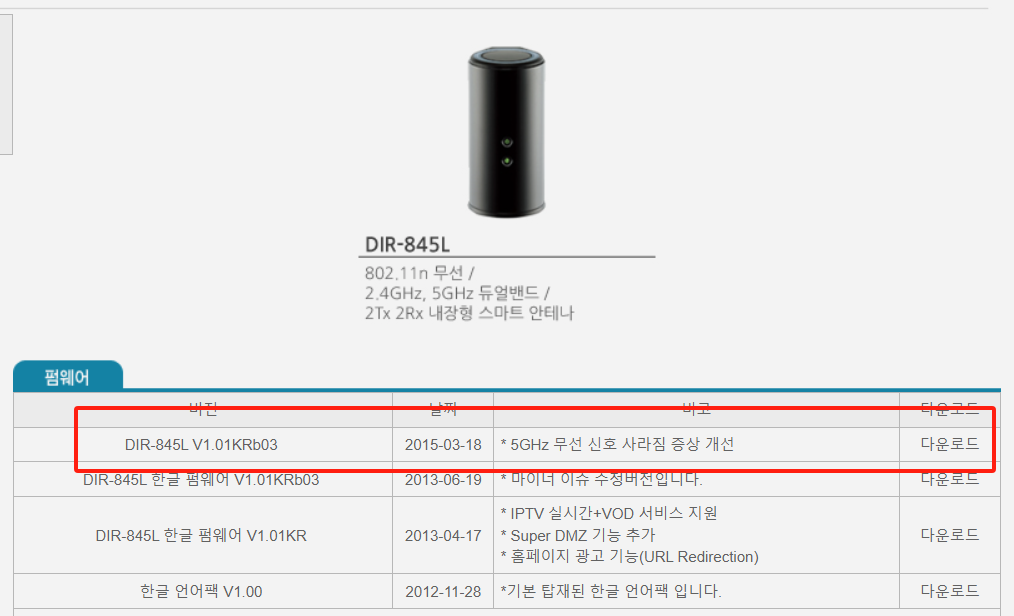 DIR-845L
802.11n 무선 /
2.4GHz, 5GHz 듀얼밴드 /
2Tx 2Rx 내장형 스마트 안테나
펌웨어
버전 날짜 비고 다운로드
DIR-845L V1.01KRb03 2015-03-18 * 5GHz 무선 신호 사라짐 증상 개선 다운로드
DIR-845L 한글 펌웨어 V1.01KRb03 2013-06-19 * 마이너 이슈 수정버전입니다. 다운로드
DIR-845L 한글 펌웨어 V1.01KR 2013-04-17 * IPTV 실시간+VOD 서비스 지원
* Super DMZ 기능 추가 다운로드
* 홈페이지 광고 기능(URL Redirection)
한글 언어팩 V1.00 2012-11-28 *기본 탑재된 한글 언어팩 입니다. 다운로드